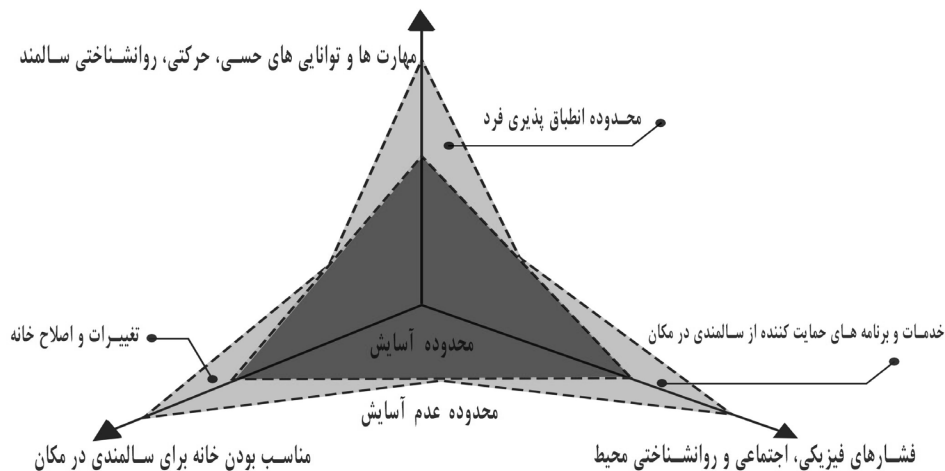 مهارت ها و توانایی های حسی، حرکتی، روانشناختی سالمند
محدوده انطباق پذیری فرد
خدمات و برنامه های حمایت کننده از سالمندی در مکان
تغییرات و اصلاح خانه
محدوده آسایش
محدوده عدم آسایش
فشارهای فیزیکی، اجتماعی و روانشناختی محیط
مناسب بودن خانه برای سالمندی در مکان